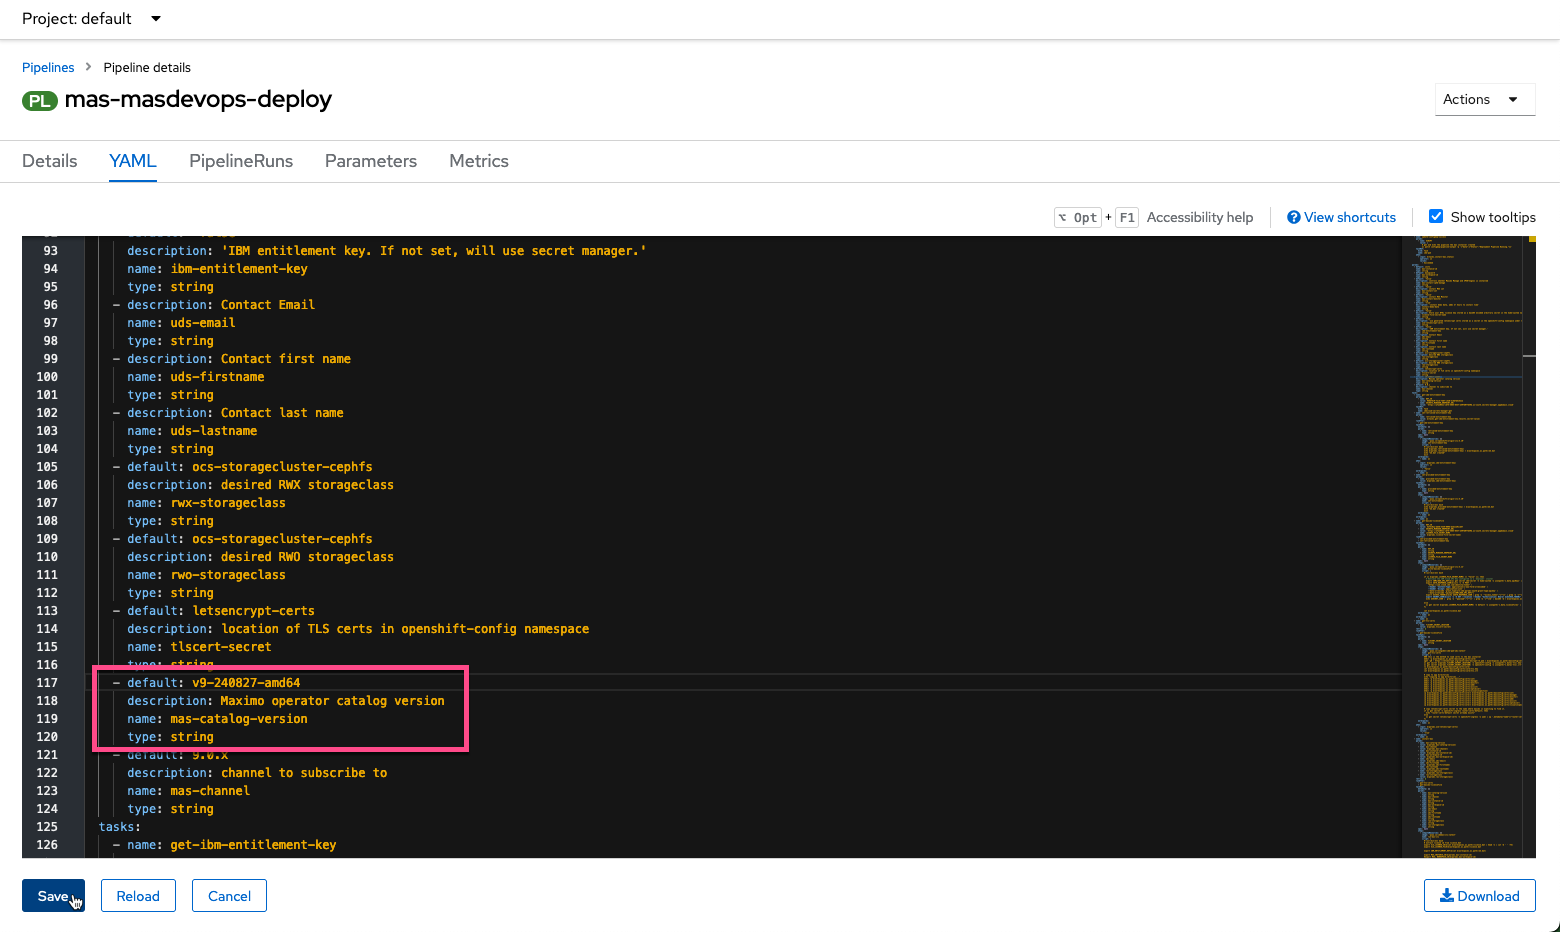 Project: default
Pipelines > Pipeline details
PL mas-masdevops-deploy
Actions
Details YAML PipelineRuns Parameters Metrics
⌥ Opt + F1 Accessibility help View shortcuts Show tooltips
93 description: 'IBM entitlement key. If not set, will use secret manager.'
94 name: ibm-entitlement-key
95 type: string
96 - description: Contact Email
97 name: uds-email
98 type: string
99 - description: Contact first name
100 name: uds-firstname
101 type: string
102 - description: Contact last name
103 name: uds-lastname
104 type: string
105 - default: ocs-storagecluster-cephfs
106 description: desired RWX storageclass
107 name: rwx-storageclass
108 type: string
109 - default: ocs-storagecluster-cephfs
110 description: desired RWO storageclass
111 name: rwo-storageclass
112 type: string
113 - default: letsencrypt-certs
114 description: location of TLS certs in openshift-config namespace
115 name: tlscert-secret
116 type: string
117 - default: v9-240827-amd64
118 description: Maximo operator catalog version
119 name: mas-catalog-version
120 type: string
121 - default: 9.0.x
122 description: channel to subscribe to
123 name: mas-channel
124 type: string
125 tasks:
126 - name: get-ibm-entitlement-key
Save Reload Cancel Download